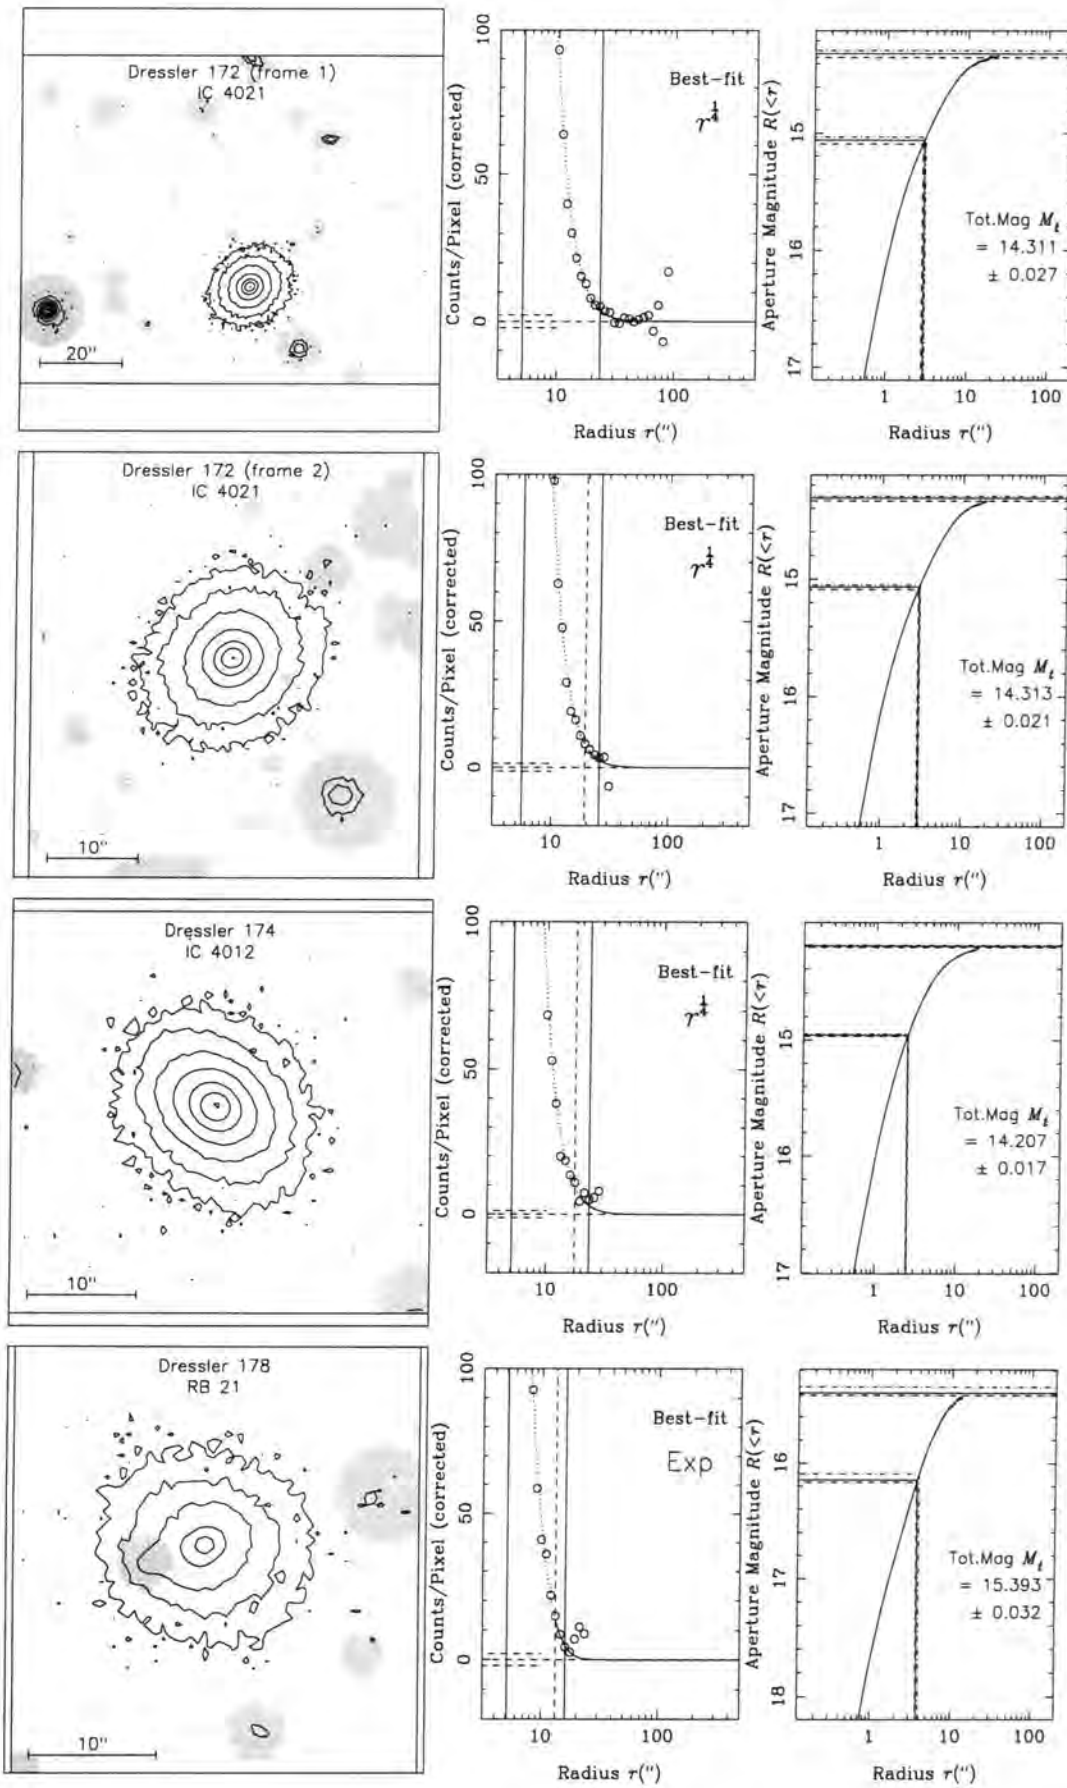 Dressler 172 (frame 1)
IC 4021
20"
Counts/Pixel (corrected)
100
50
0
Best-fit
r^1/4
10
100
Radius r(")
Aperture Magnitude R(<r)
15
16
17
Tot.Mag M_t
= 14.311
± 0.027
1
10
100
Radius r(")
Dressler 172 (frame 2)
IC 4021
10"
Counts/Pixel (corrected)
100
50
0
Best-fit
r^1/4
10
100
Radius r(")
Aperture Magnitude R(<r)
15
16
17
Tot.Mag M_t
= 14.313
± 0.021
1
10
100
Radius r(")
Dressler 174
IC 4012
10"
Counts/Pixel (corrected)
100
50
0
Best-fit
r^1/4
10
100
Radius r(")
Aperture Magnitude R(<r)
15
16
17
Tot.Mag M_t
= 14.207
± 0.017
1
10
100
Radius r(")
Dressler 178
RB 21
10"
Counts/Pixel (corrected)
100
50
0
Best-fit
Exp
10
100
Radius r(")
Aperture Magnitude R(<r)
16
17
18
Tot.Mag M_t
= 15.393
± 0.032
1
10
100
Radius r(")